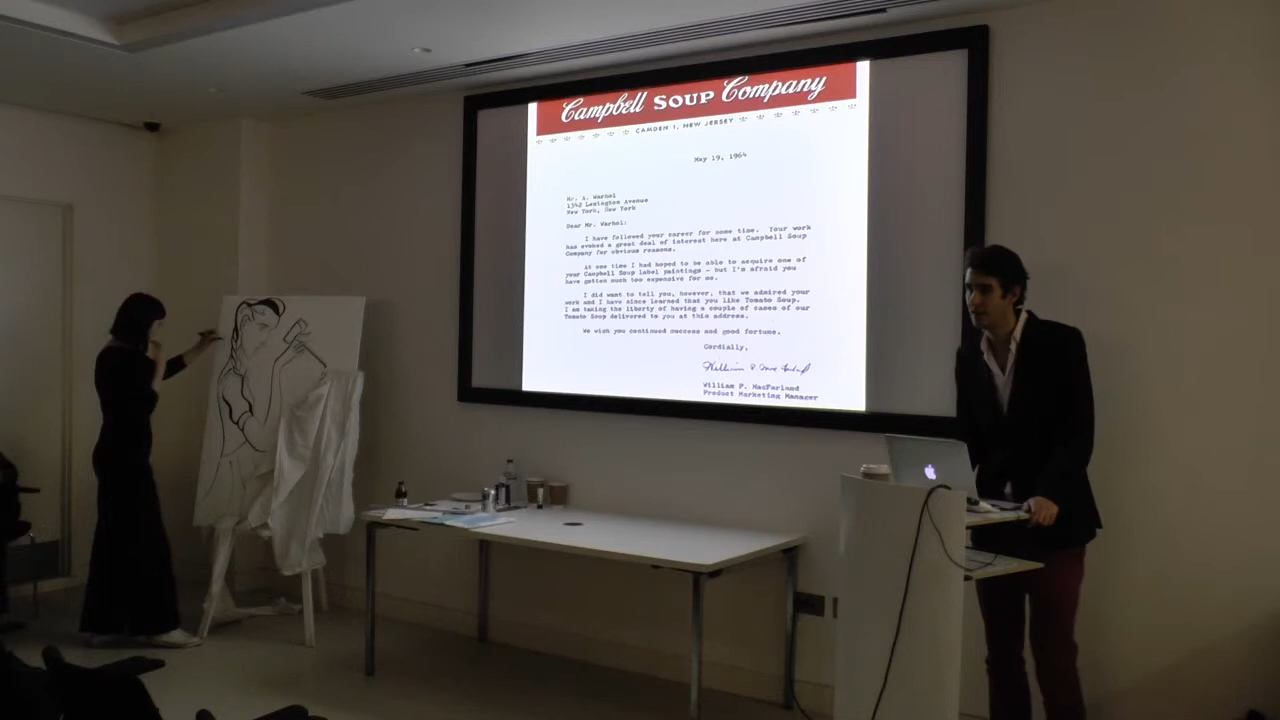 Campbell SOUP Company
CAMDEN 1, NEW JERSEY
May 19, 1964
Mr. A. Warhol
1342 Lexington Avenue
New York, New York
Dear Mr. Warhol:
I have followed your career for some time. Your work
has evoked a great deal of interest here at Campbell Soup
Company for obvious reasons.
At one time I had hoped to be able to acquire one of
your Campbell Soup label paintings - but I'm afraid you
have gotten much too expensive for me.
I did want to tell you, however, that we admired your
work and I have since learned that you like Tomato Soup.
I am taking the liberty of having a couple of cases of our
Tomato Soup delivered to you at this address.
We wish you continued success and good fortune.
Cordially,
William P. MacFarland
Product Marketing Manager